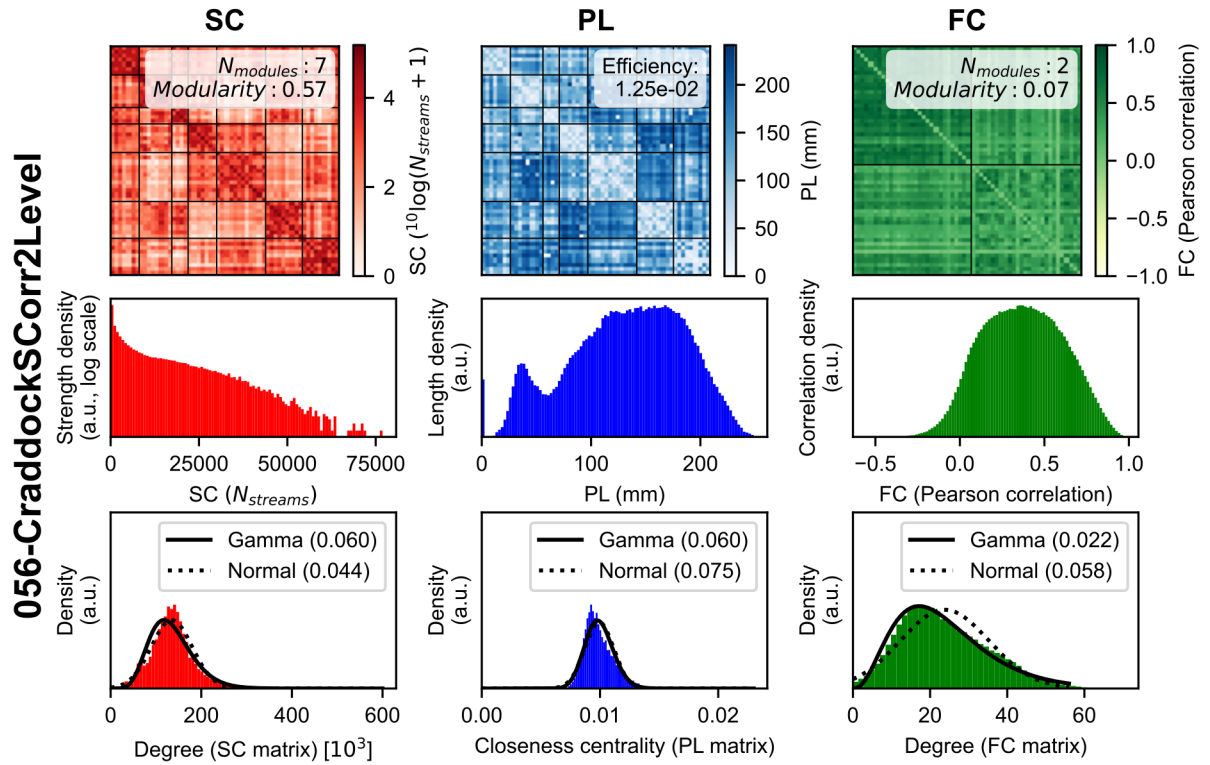 056-CraddockSCorr2Level
SC
PL
FC
N_modules : 7
Modularity : 0.57
4
2
0
SC (¹⁰log(N_streams + 1)
Efficiency:
1.25e-02
200
150
100
50
0
PL (mm)
N_modules : 2
Modularity : 0.07
1.0
0.5
0.0
−0.5
−1.0
FC (Pearson correlation)
Strength density
(a.u., log scale)
0 25000 50000 75000
SC (N_streams)
Length density
(a.u.)
0 100 200
PL (mm)
Correlation density
(a.u.)
−0.5 0.0 0.5 1.0
FC (Pearson correlation)
Density
(a.u.)
Gamma (0.060)
Normal (0.044)
0 200 400 600
Degree (SC matrix) [10³]
Density
(a.u.)
Gamma (0.060)
Normal (0.075)
0.00 0.01 0.02
Closeness centrality (PL matrix)
Density
(a.u.)
Gamma (0.022)
Normal (0.058)
0 20 40 60
Degree (FC matrix)